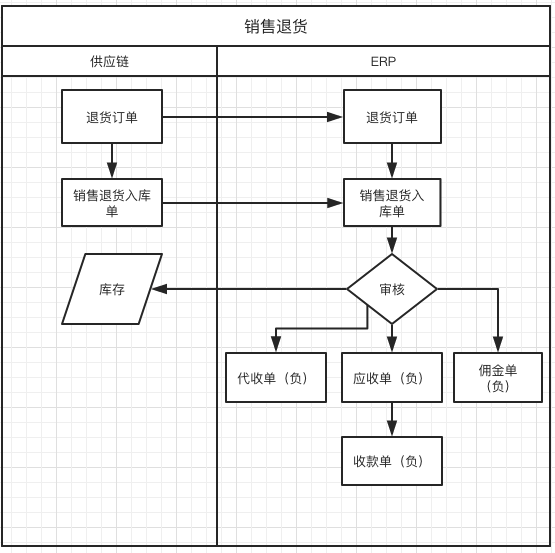 销售退货
供应链
ERP
退货订单
退货订单
销售退货入库
单
销售退货入
库单
库存
审核
代收单（负）
应收单（负）
佣金单
（负）
收款单（负）